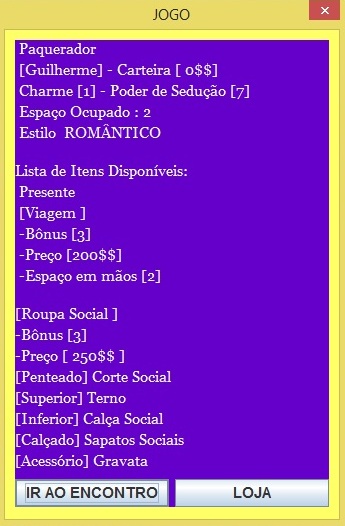 JOGO
Paquerador
[Guilherme] - Carteira [ 0$$]
Charme [1] - Poder de Sedução [7]
Espaço Ocupado : 2
Estilo  ROMÂNTICO
Lista de Itens Disponíveis:
Presente
[Viagem ]
-Bônus [3]
-Preço [200$$]
-Espaço em mãos [2]
[Roupa Social ]
-Bônus [3]
-Preço [ 250$$ ]
[Penteado] Corte Social
[Superior] Terno
[Inferior] Calça Social
[Calçado] Sapatos Sociais
[Acessório] Gravata
IR AO ENCONTRO LOJA